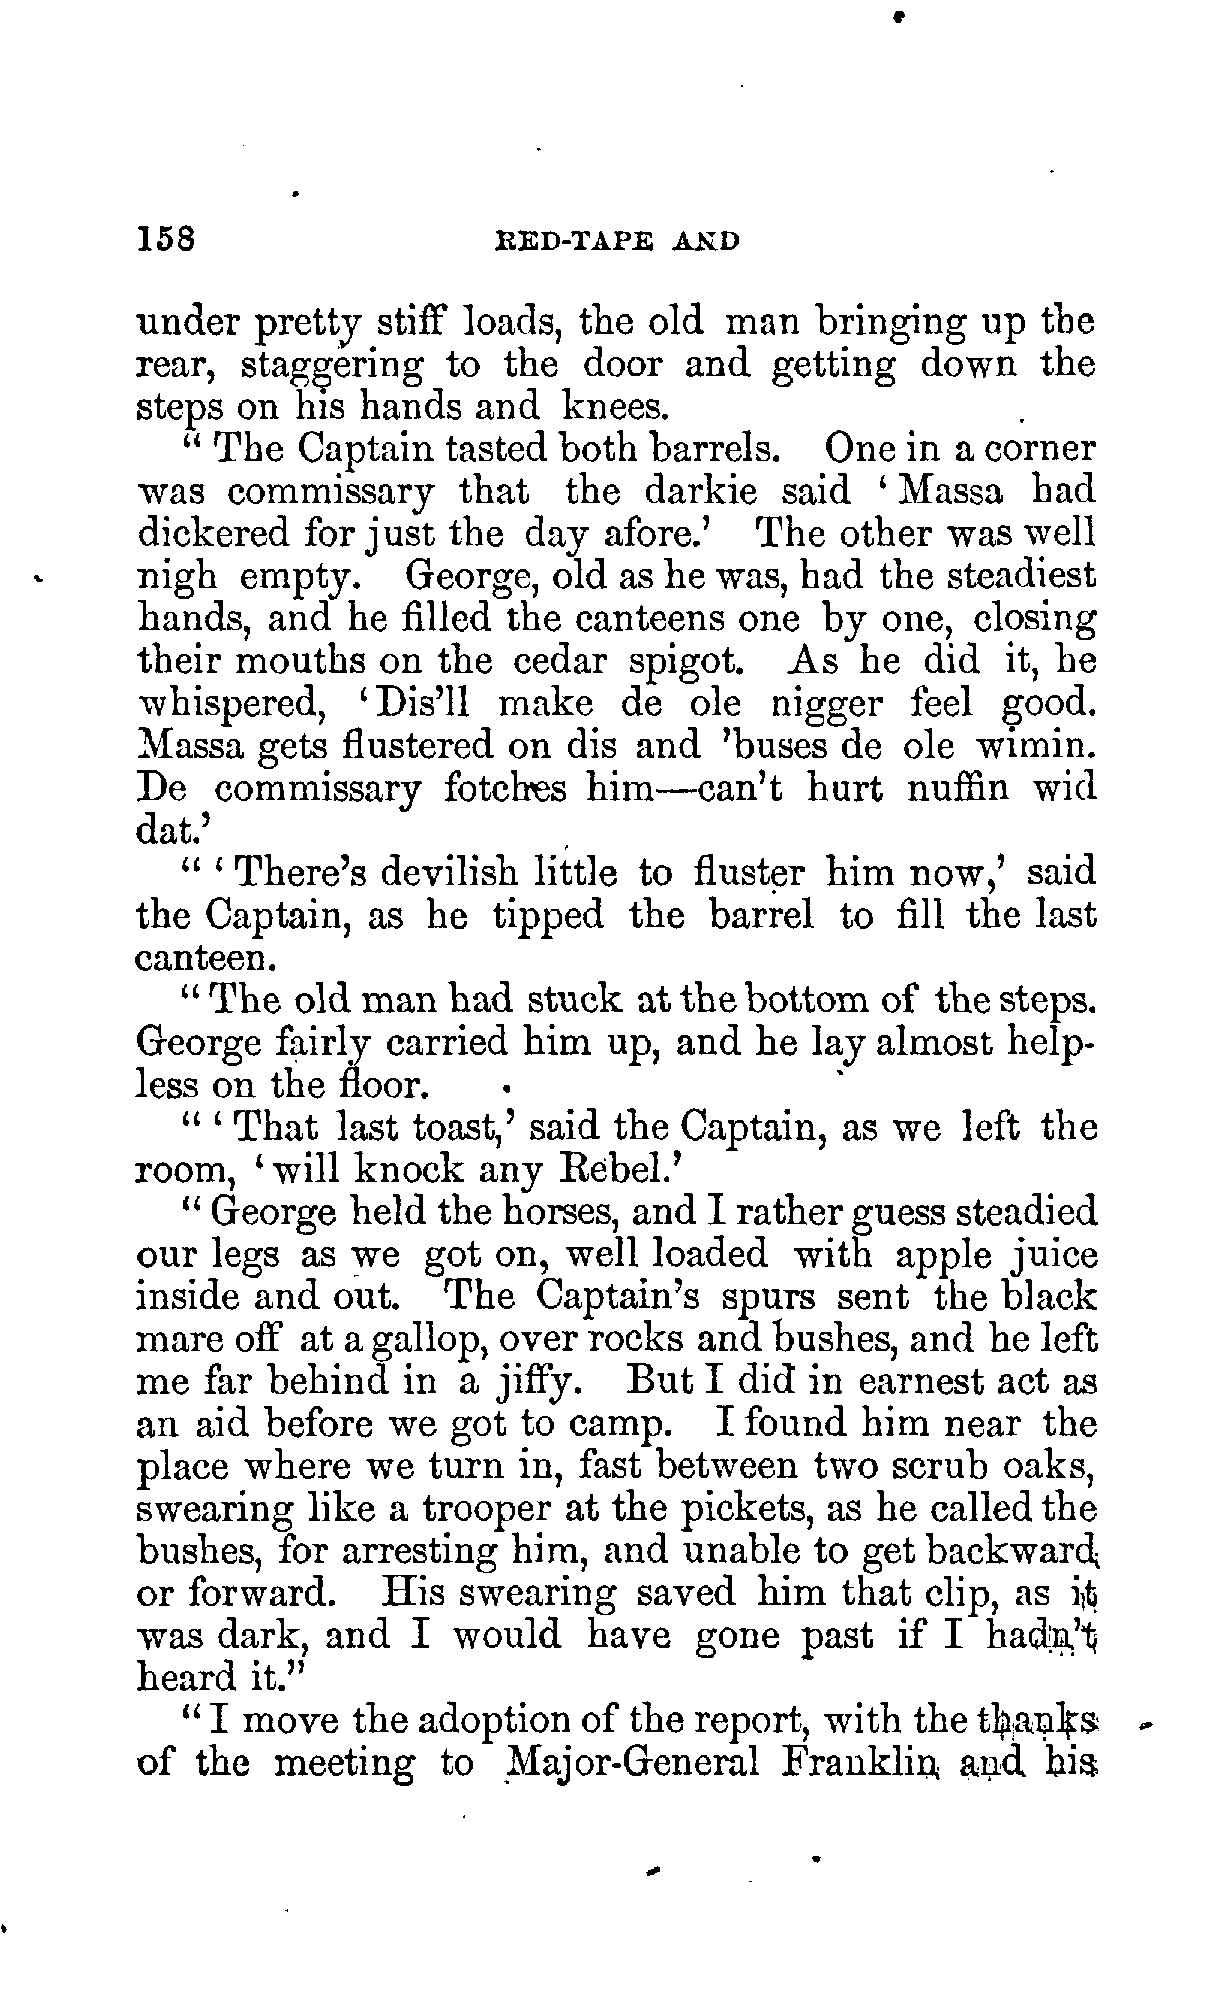 158 RED-TAPE AND
under pretty stiff loads, the old man bringing up the
rear, staggering to the door and getting down the
steps on his hands and knees.
“ The Captain tasted both barrels. One in a corner
was commissary that the darkie said ‘ Massa had
dickered for just the day afore.’ The other was well
nigh empty. George, old as he was, had the steadiest
hands, and he filled the canteens one by one, closing
their mouths on the cedar spigot. As he did it, he
whispered, ‘ Dis’ll make de ole nigger feel good.
Massa gets flustered on dis and ’buses de ole wimin.
De commissary fotches him—can’t hurt nuffin wid
dat.’
“ ‘ There’s devilish little to fluster him now,’ said
the Captain, as he tipped the barrel to fill the last
canteen.
“ The old man had stuck at the bottom of the steps.
George fairly carried him up, and he lay almost help-
less on the floor.
“ ‘ That last toast,’ said the Captain, as we left the
room, ‘ will knock any Rebel.’
“ George held the horses, and I rather guess steadied
our legs as we got on, well loaded with apple juice
inside and out. The Captain’s spurs sent the black
mare off at a gallop, over rocks and bushes, and he left
me far behind in a jiffy. But I did in earnest act as
an aid before we got to camp. I found him near the
place where we turn in, fast between two scrub oaks,
swearing like a trooper at the pickets, as he called the
bushes, for arresting him, and unable to get backward
or forward. His swearing saved him that clip, as it
was dark, and I would have gone past if I hadn’t
heard it.”
“ I move the adoption of the report, with the thanks
of the meeting to Major-General Franklin and his